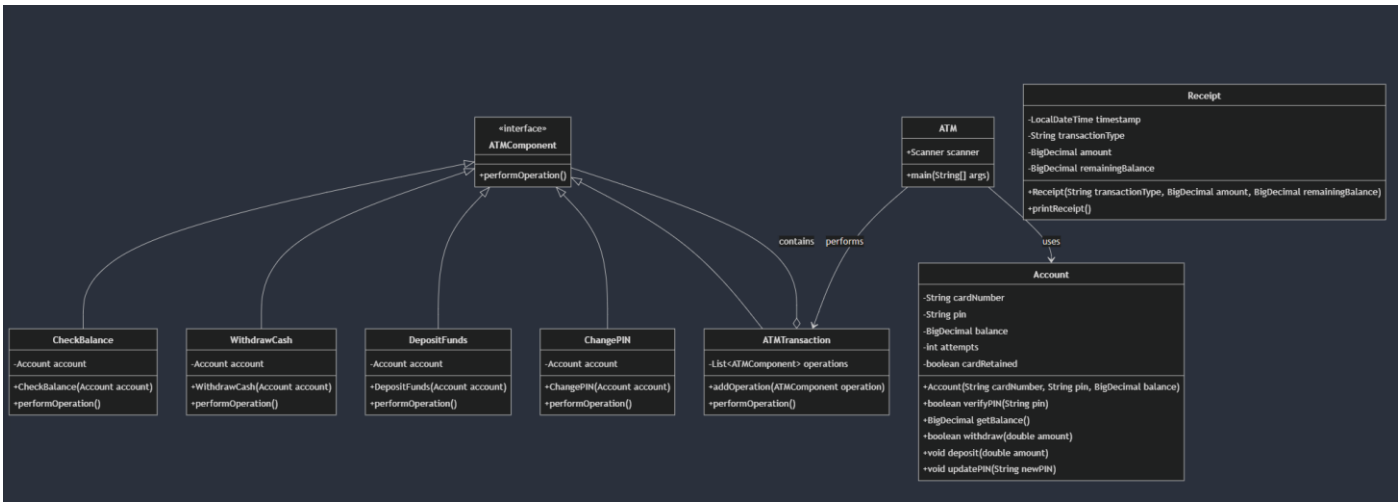 «interface»
ATMComponent
+performOperation()
ATM
+Scanner scanner
+main(String[] args)
Receipt
-LocalDateTime timestamp
-String transactionType
-BigDecimal amount
-BigDecimal remainingBalance
+Receipt(String transactionType, BigDecimal amount, BigDecimal remainingBalance)
+printReceipt()
contains
performs
uses
CheckBalance
-Account account
+CheckBalance(Account account)
+performOperation()
WithdrawCash
-Account account
+WithdrawCash(Account account)
+performOperation()
DepositFunds
-Account account
+DepositFunds(Account account)
+performOperation()
ChangePIN
-Account account
+ChangePIN(Account account)
+performOperation()
ATMTransaction
-List<ATMComponent> operations
+addOperation(ATMComponent operation)
+performOperation()
Account
-String cardNumber
-String pin
-BigDecimal balance
-int attempts
-boolean cardRetained
+Account(String cardNumber, String pin, BigDecimal balance)
+boolean verifyPIN(String pin)
+BigDecimal getBalance()
+boolean withdraw(double amount)
+void deposit(double amount)
+void updatePIN(String newPIN)